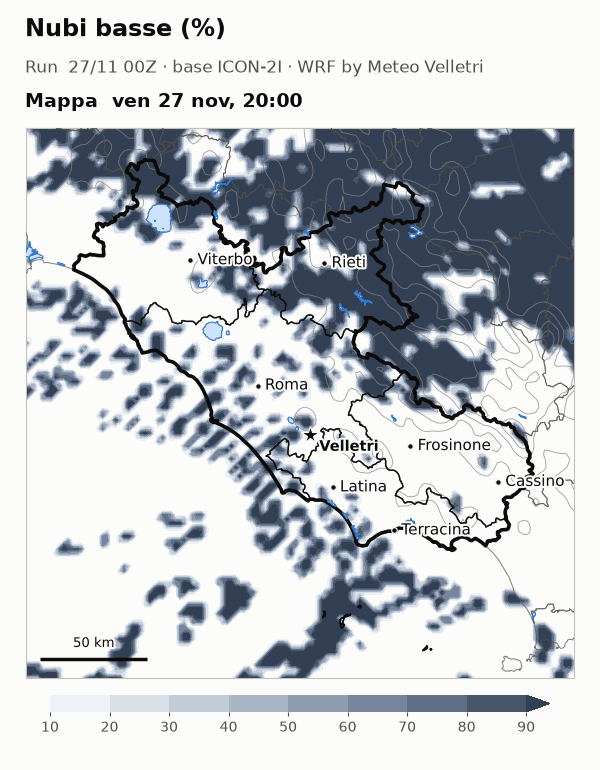 Nubi basse (%)
Run  27/11 00Z · base ICON-2I · WRF by Meteo Velletri
Mappa  ven 27 nov, 20:00
Viterbo
Rieti
Roma
Velletri
Frosinone
Cassino
Latina
Terracina
50 km
10 20 30 40 50 60 70 80 90